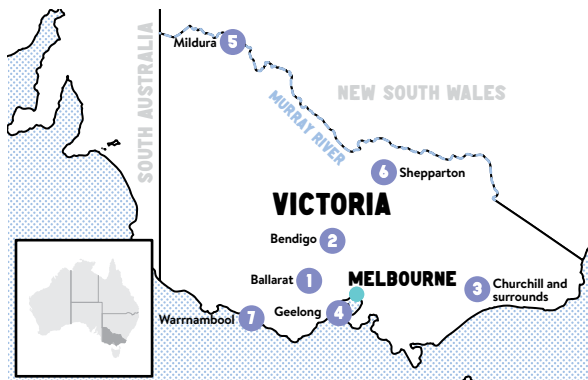 Mildura
5
SOUTH AUSTRALIA
NEW SOUTH WALES
MURRAY RIVER
6
Shepparton
VICTORIA
Bendigo
2
Ballarat
1
MELBOURNE
3
Churchill and
surrounds
Warrnambool
7
Geelong
4